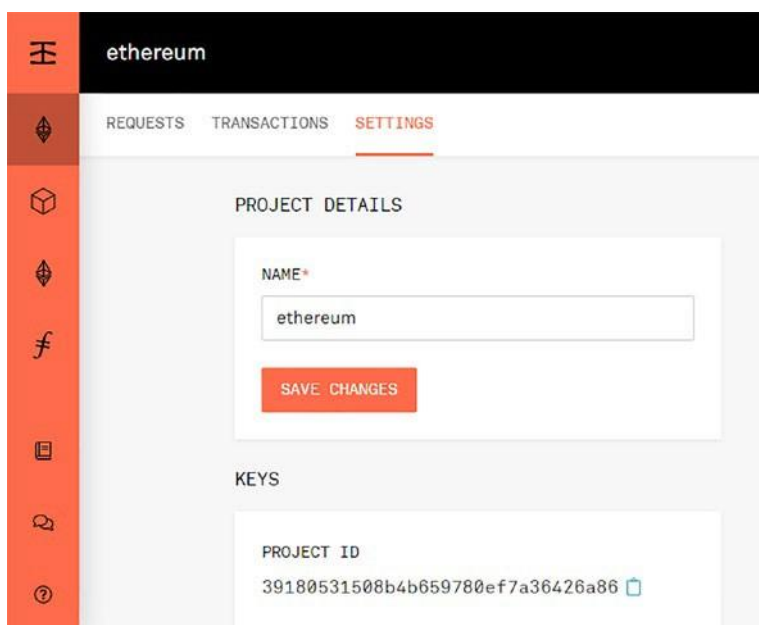 ethereum
REQUESTS TRANSACTIONS SETTINGS
PROJECT DETAILS
NAME*
ethereum
SAVE CHANGES
KEYS
PROJECT ID
39180531508b4b659780ef7a36426a86